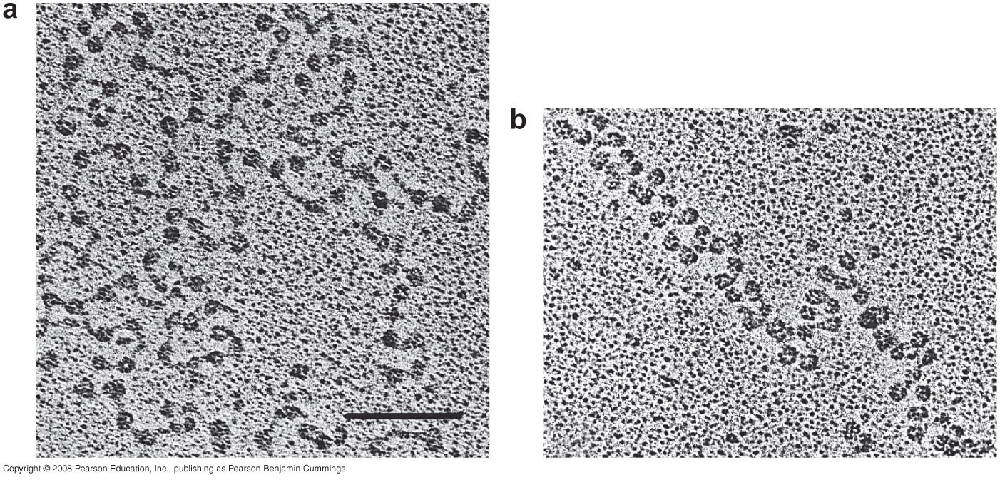 a
b
Copyright © 2008 Pearson Education, Inc., publishing as Pearson Benjamin Cummings.